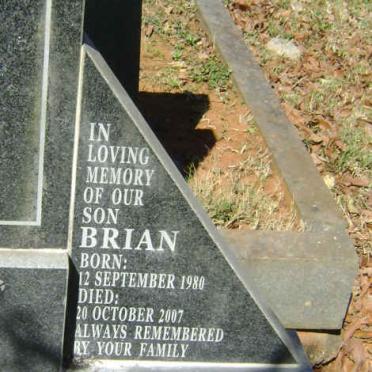 IN
LOVING
MEMORY
OF OUR
SON
BRIAN
BORN:
12 SEPTEMBER 1980
DIED:
20 OCTOBER 2007
ALWAYS REMEMBERED
BY YOUR FAMILY